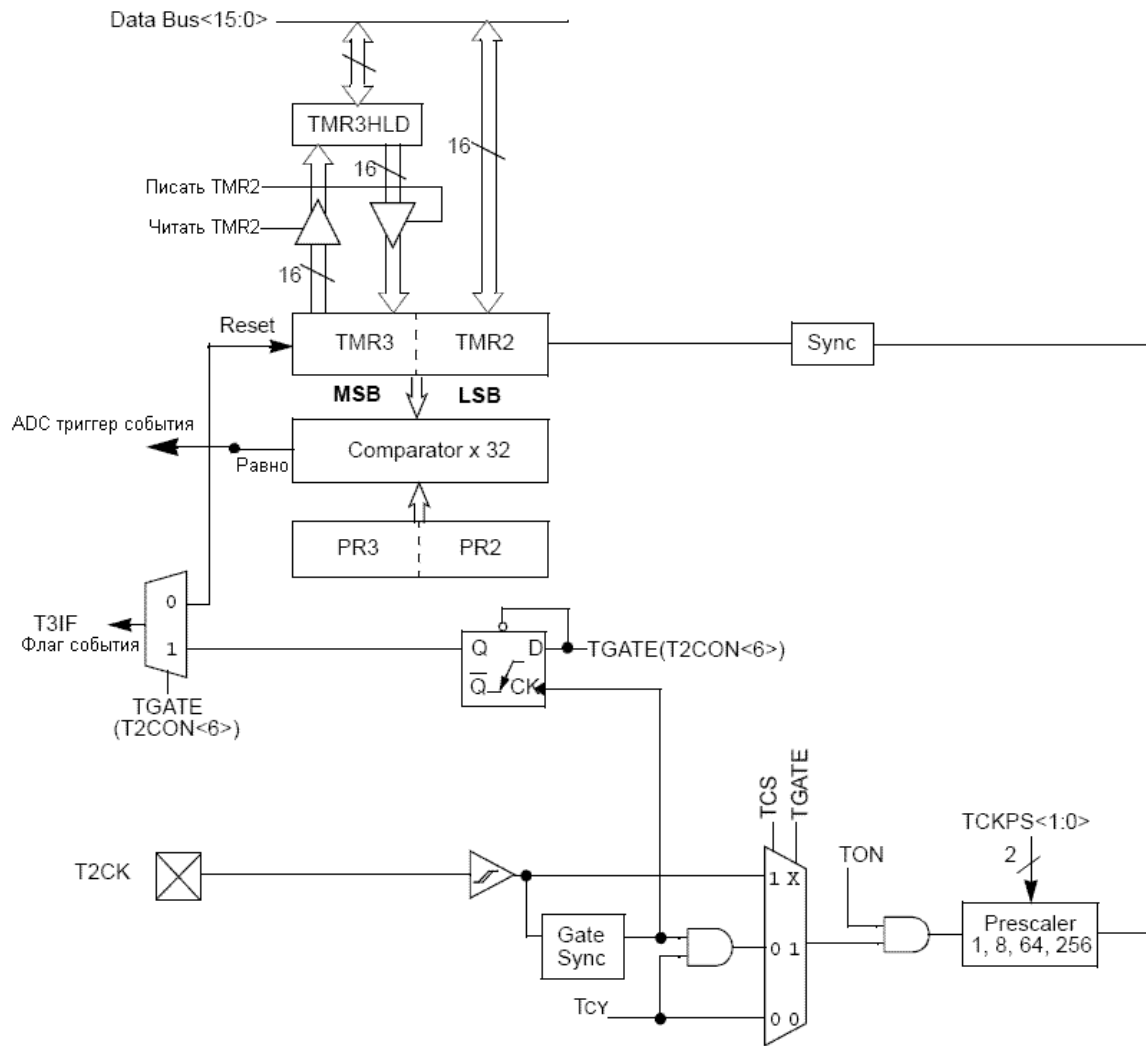 Data Bus<15:0>
TMR3HLD
16
16
Писать TMR2
Читать TMR2
16
Reset
TMR3
TMR2
Sync
MSB
LSB
ADC триггер события
Равно
Comparator x 32
PR3
PR2
0
T3IF
Флаг события
1
Q
D
TGATE(T2CON<6>)
Q
CK
TGATE
(T2CON<6>)
TCS
TGATE
TCKPS<1:0>
2
TON
T2CK
1 X
Prescaler
1, 8, 64, 256
Gate
Sync
0 1
TCY
0 0